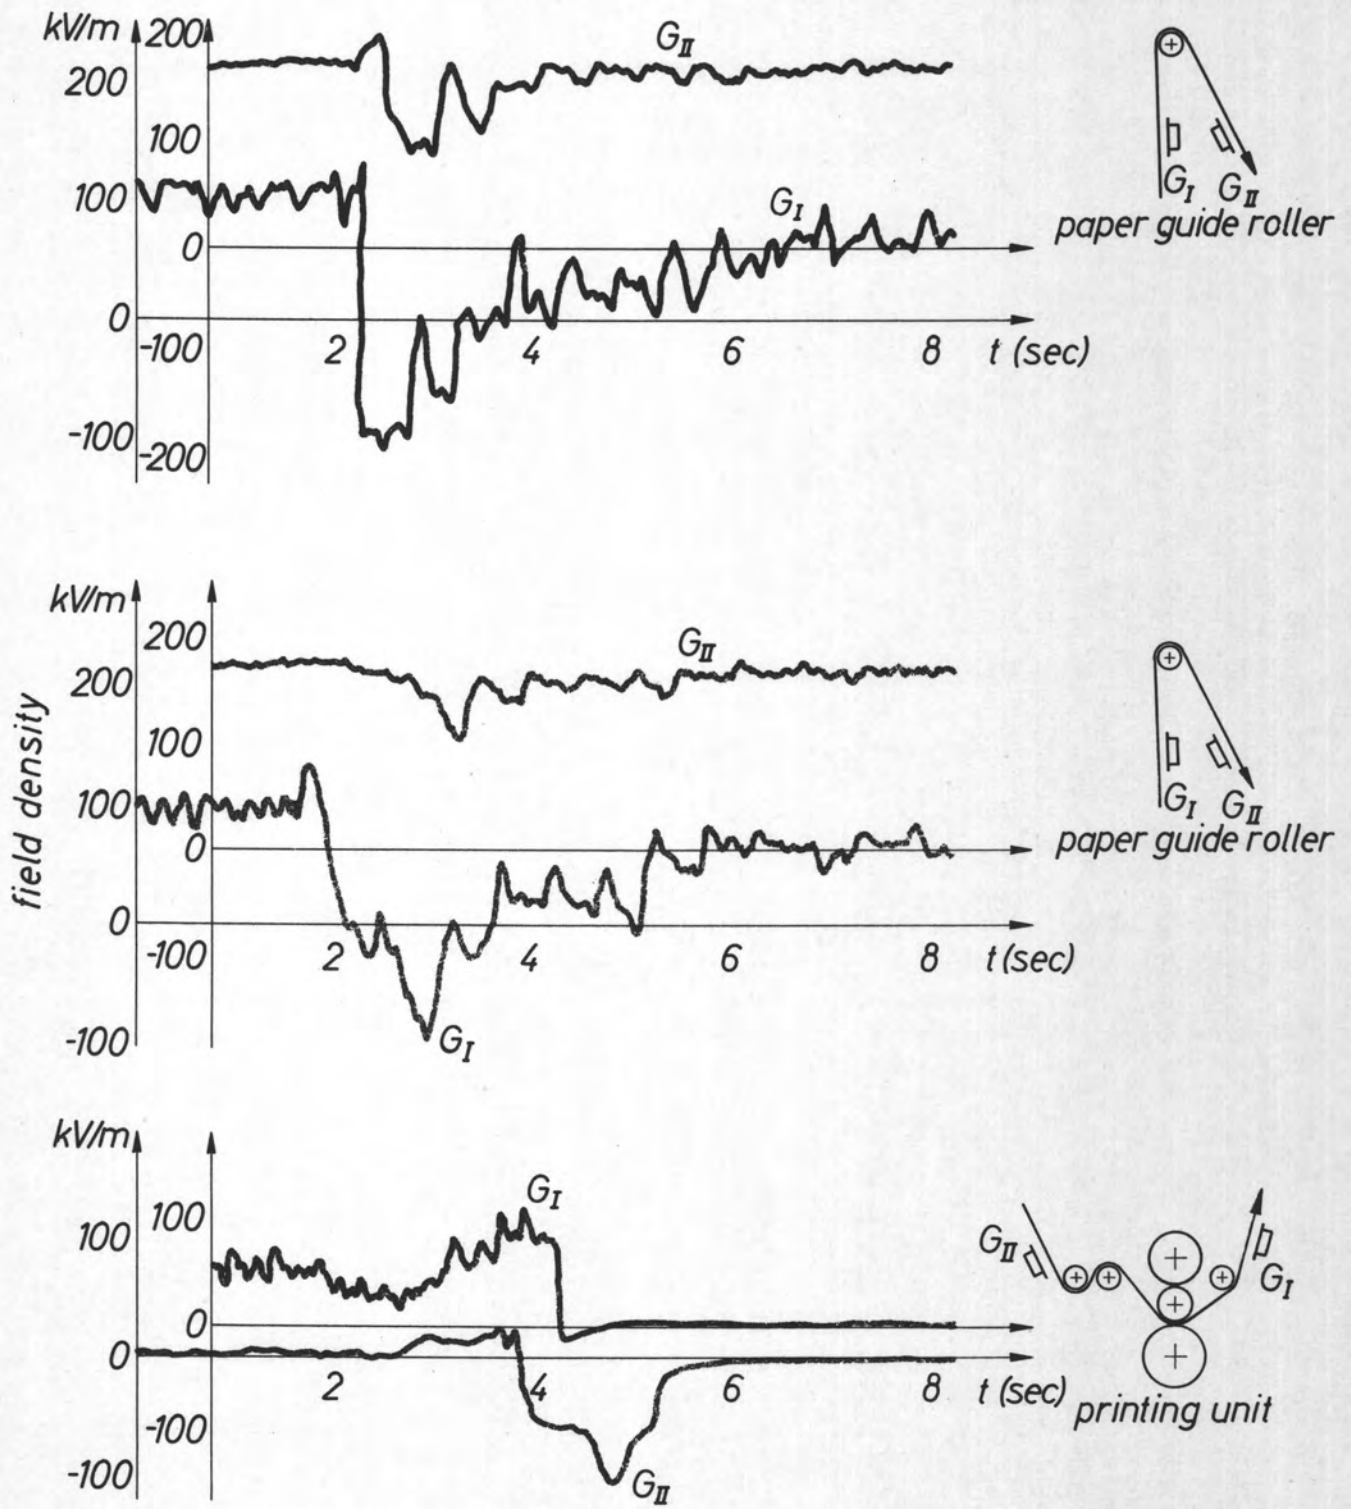 kV/m 200
200
100
100
0
0
-100
-100
-200
G_II
G_I
2 4 6 8 t (sec)
G_I G_II
paper guide roller
field density
kV/m
200
200
100
100
0
0
-100
-100
G_II
G_I
2 4 6 8 t (sec)
G_I G_II
paper guide roller
kV/m
100
100
0
0
-100
-100
G_I
G_II
2 4 6 8 t (sec)
G_II
G_I
printing unit